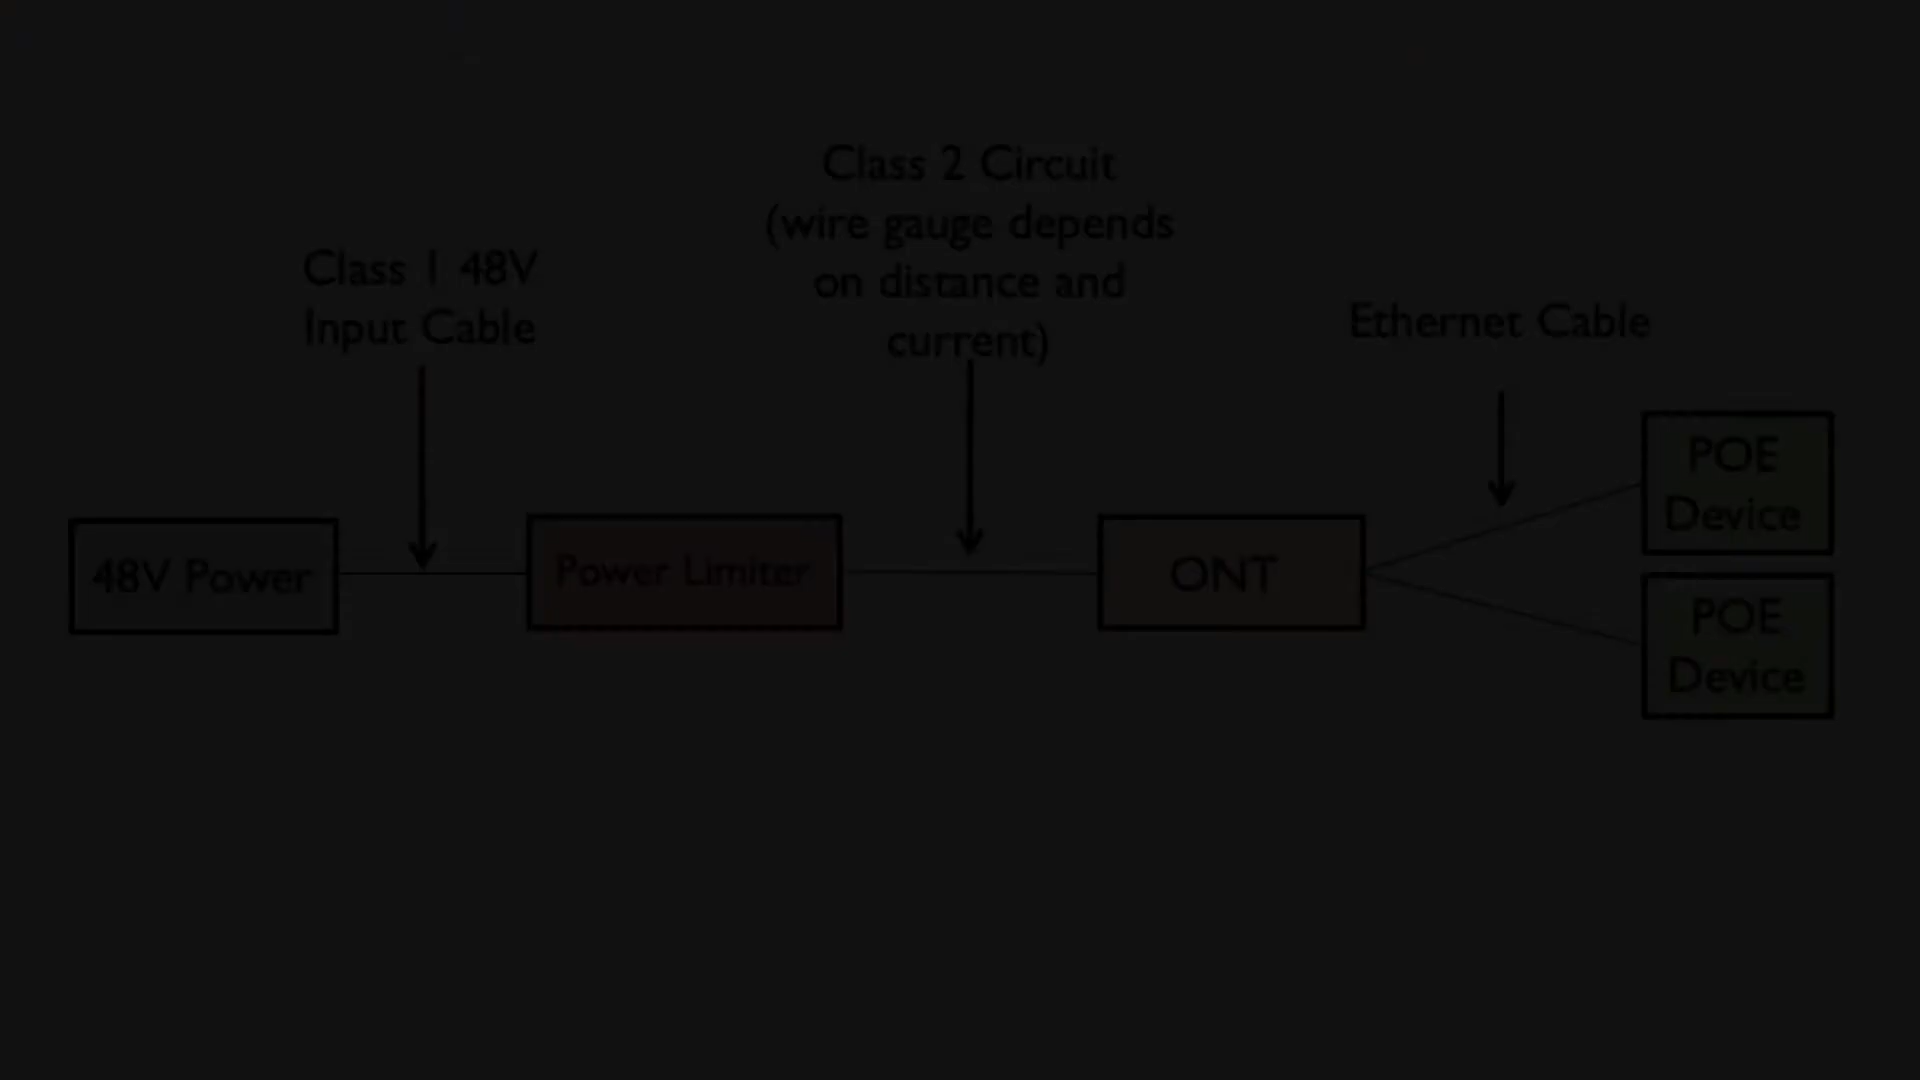 Class 2 Circuit
(wire gauge depends
on distance and
current)
Class 1 48V
Input Cable
Ethernet Cable
48V Power
Power Limiter
ONT
POE
Device
POE
Device